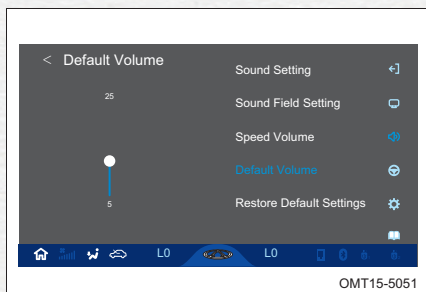 < Default Volume
25
5
Sound Setting
Sound Field Setting
Speed Volume
Default Volume
Restore Default Settings
L0
L0
OMT15-5051